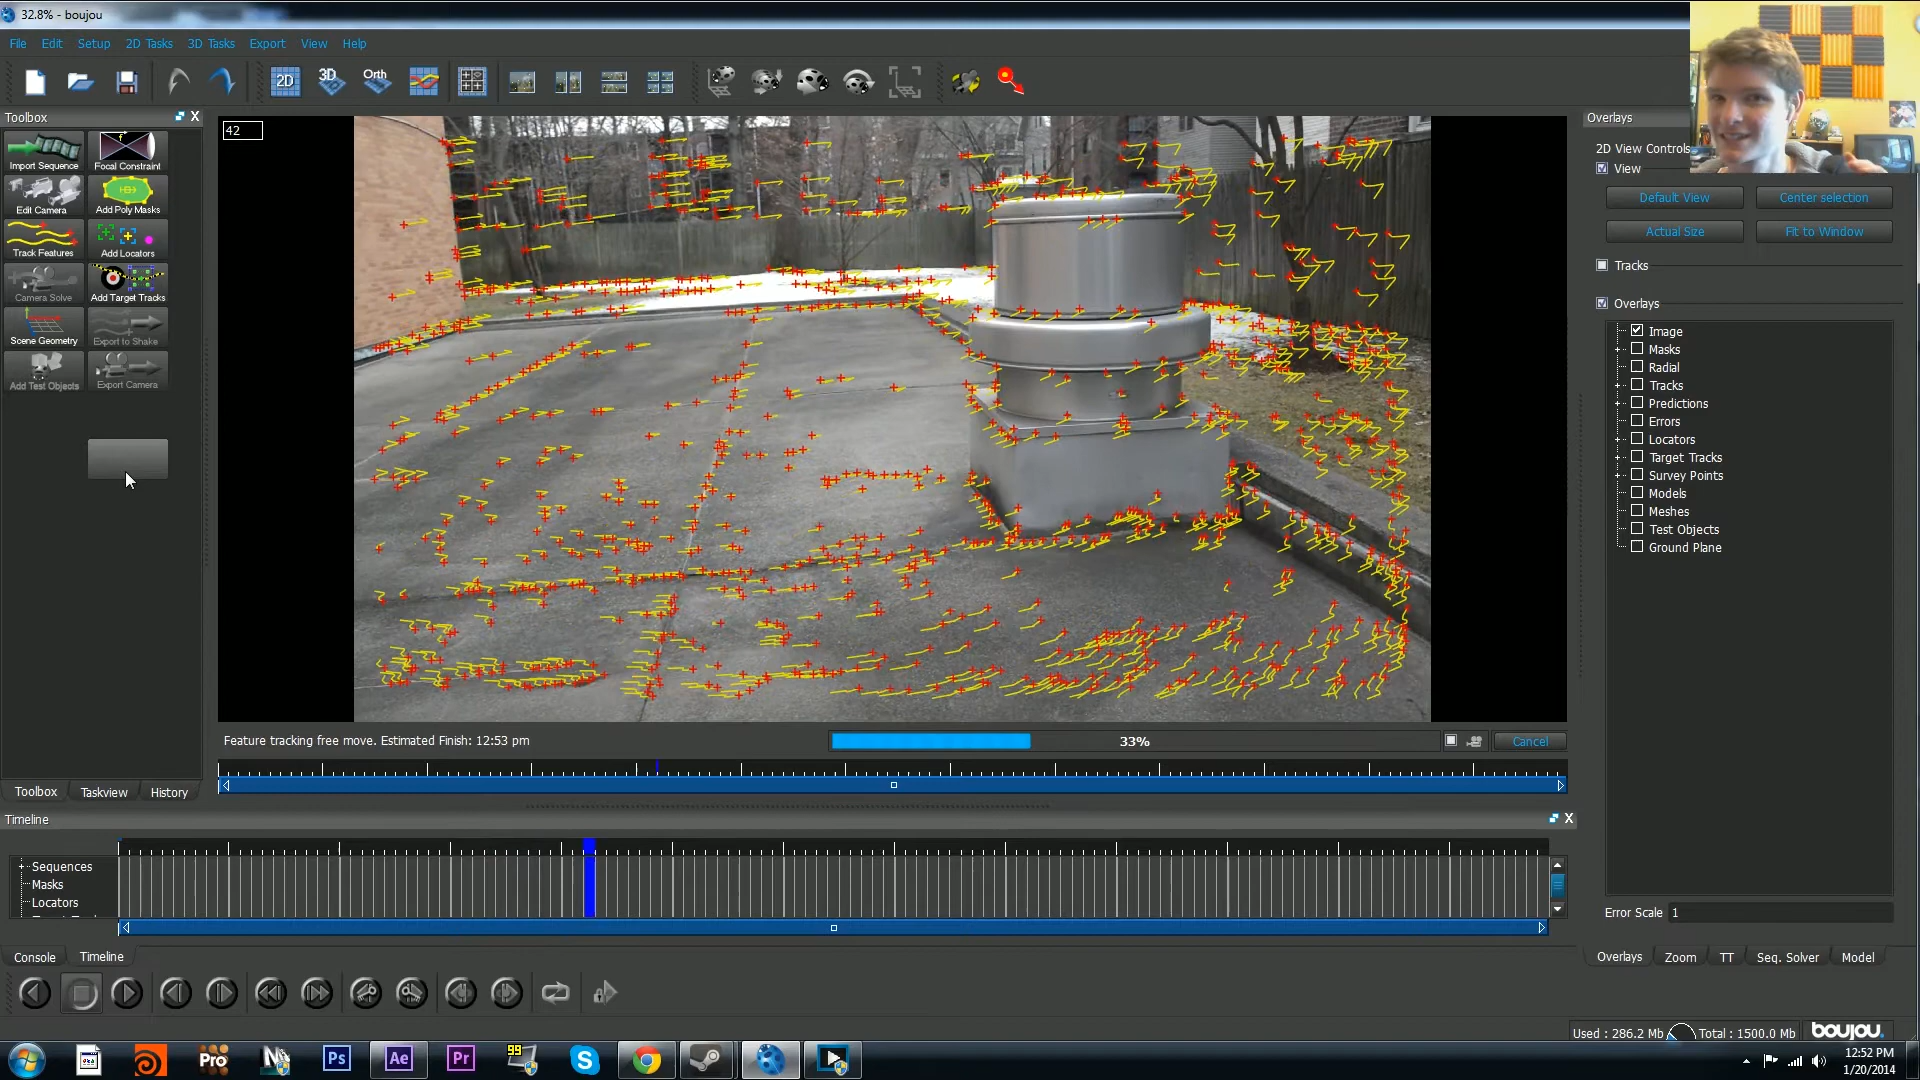 32.8% - boujou
File Edit Setup 2D Tasks 3D Tasks Export View Help
2D 3D Orth
Toolbox X
Import Sequence Focal Constraint
Edit Camera Add Poly Masks
Track Features Add Locators
Camera Solve Add Target Tracks
Scene Geometry Export to Shake
Add Test Objects Export Camera
42
Overlays
2D View Controls
View
Default View Center selection
Actual Size Fit to Window
Tracks
Overlays
Image
Masks
Radial
Tracks
Predictions
Errors
Locators
Target Tracks
Survey Points
Models
Meshes
Test Objects
Ground Plane
Error Scale 1
Feature tracking free move. Estimated Finish: 12:53 pm 33% Cancel
Toolbox Taskview History
Timeline X
Sequences
Masks
Locators
Console Timeline
Overlays Zoom TT Seq. Solver Model
Used : 286.2 Mb Total : 1500.0 Mb boujou.
Pro Ps Ae Pr 99 S
12:52 PM
1/20/2014